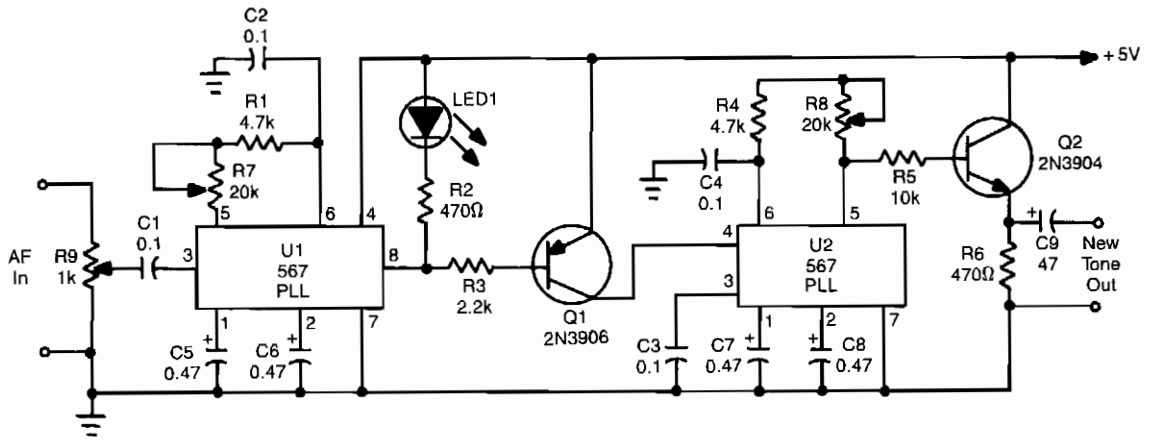 C2
0.1
+5V
R1
4.7k
LED1
R4
4.7k
R8
20k
Q2
2N3904
R7
20k
R2
470Ω
C4
0.1
R5
10k
5
6
4
6
5
AF
In
R9
1k
C1
0.1
3
U1
567
PLL
8
R3
2.2k
Q1
2N3906
4
3
U2
567
PLL
R6
470Ω
+
C9
47
New
Tone
Out
1
2
7
1
2
7
C5
0.47
+
C6
0.47
+
C3
0.1
C7
0.47
+
C8
0.47
+